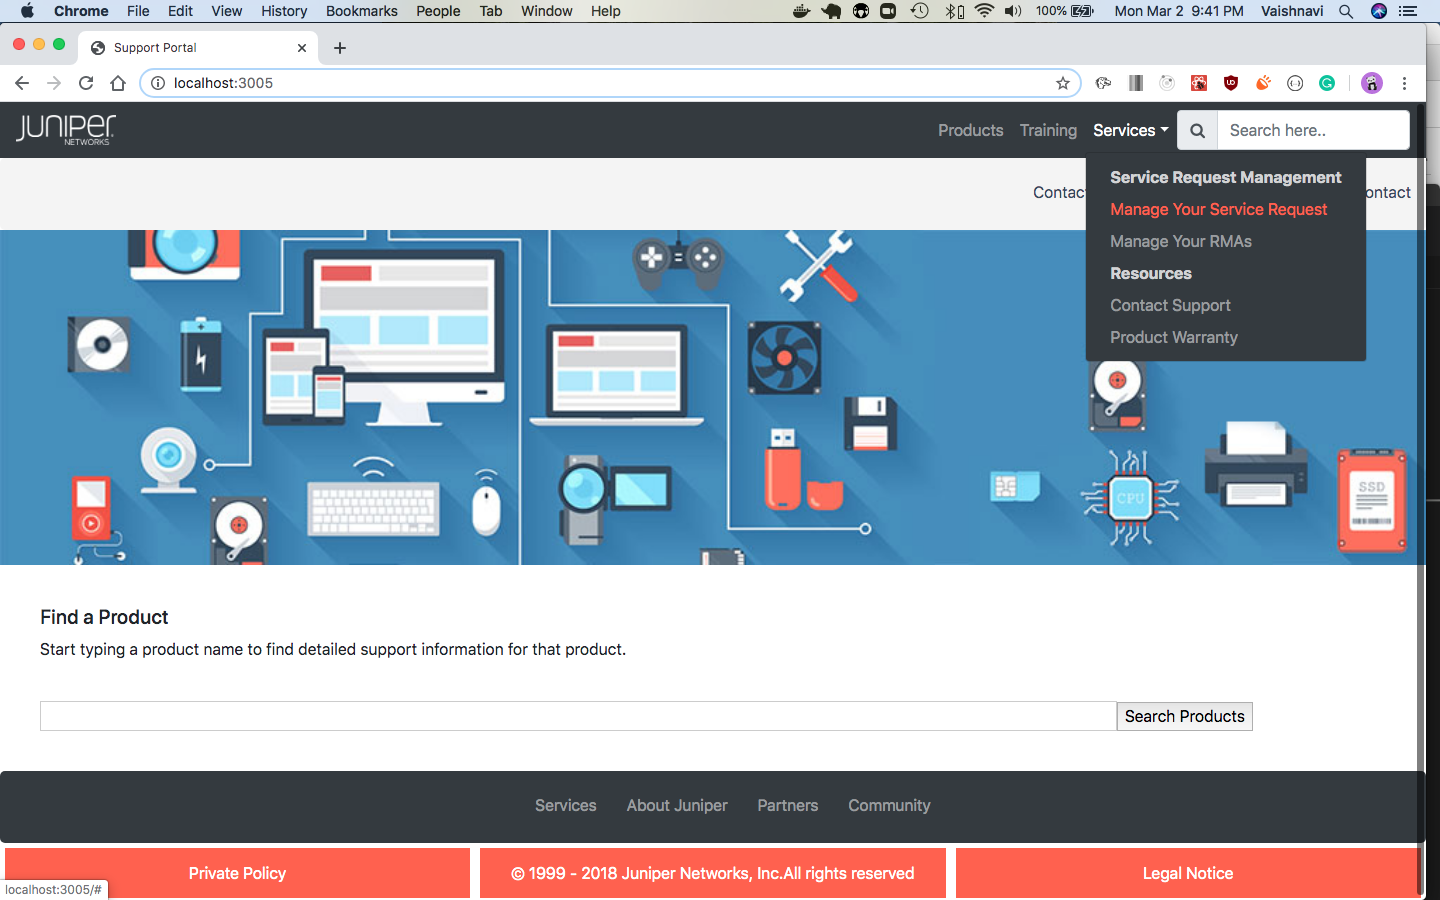 Chrome File Edit View History Bookmarks People Tab Window Help 100% Mon Mar 2 9:41 PM Vaishnavi
Support Portal
localhost:3005
JUNIPER
NETWORKS
Products Training Services Search here..
Service Request Management
Manage Your Service Request
Manage Your RMAs
Resources
Contact Support
Product Warranty
CPU
SSD
Find a Product
Start typing a product name to find detailed support information for that product.
Search Products
Services About Juniper Partners Community
Private Policy © 1999 - 2018 Juniper Networks, Inc.All rights reserved Legal Notice
localhost:3005/#